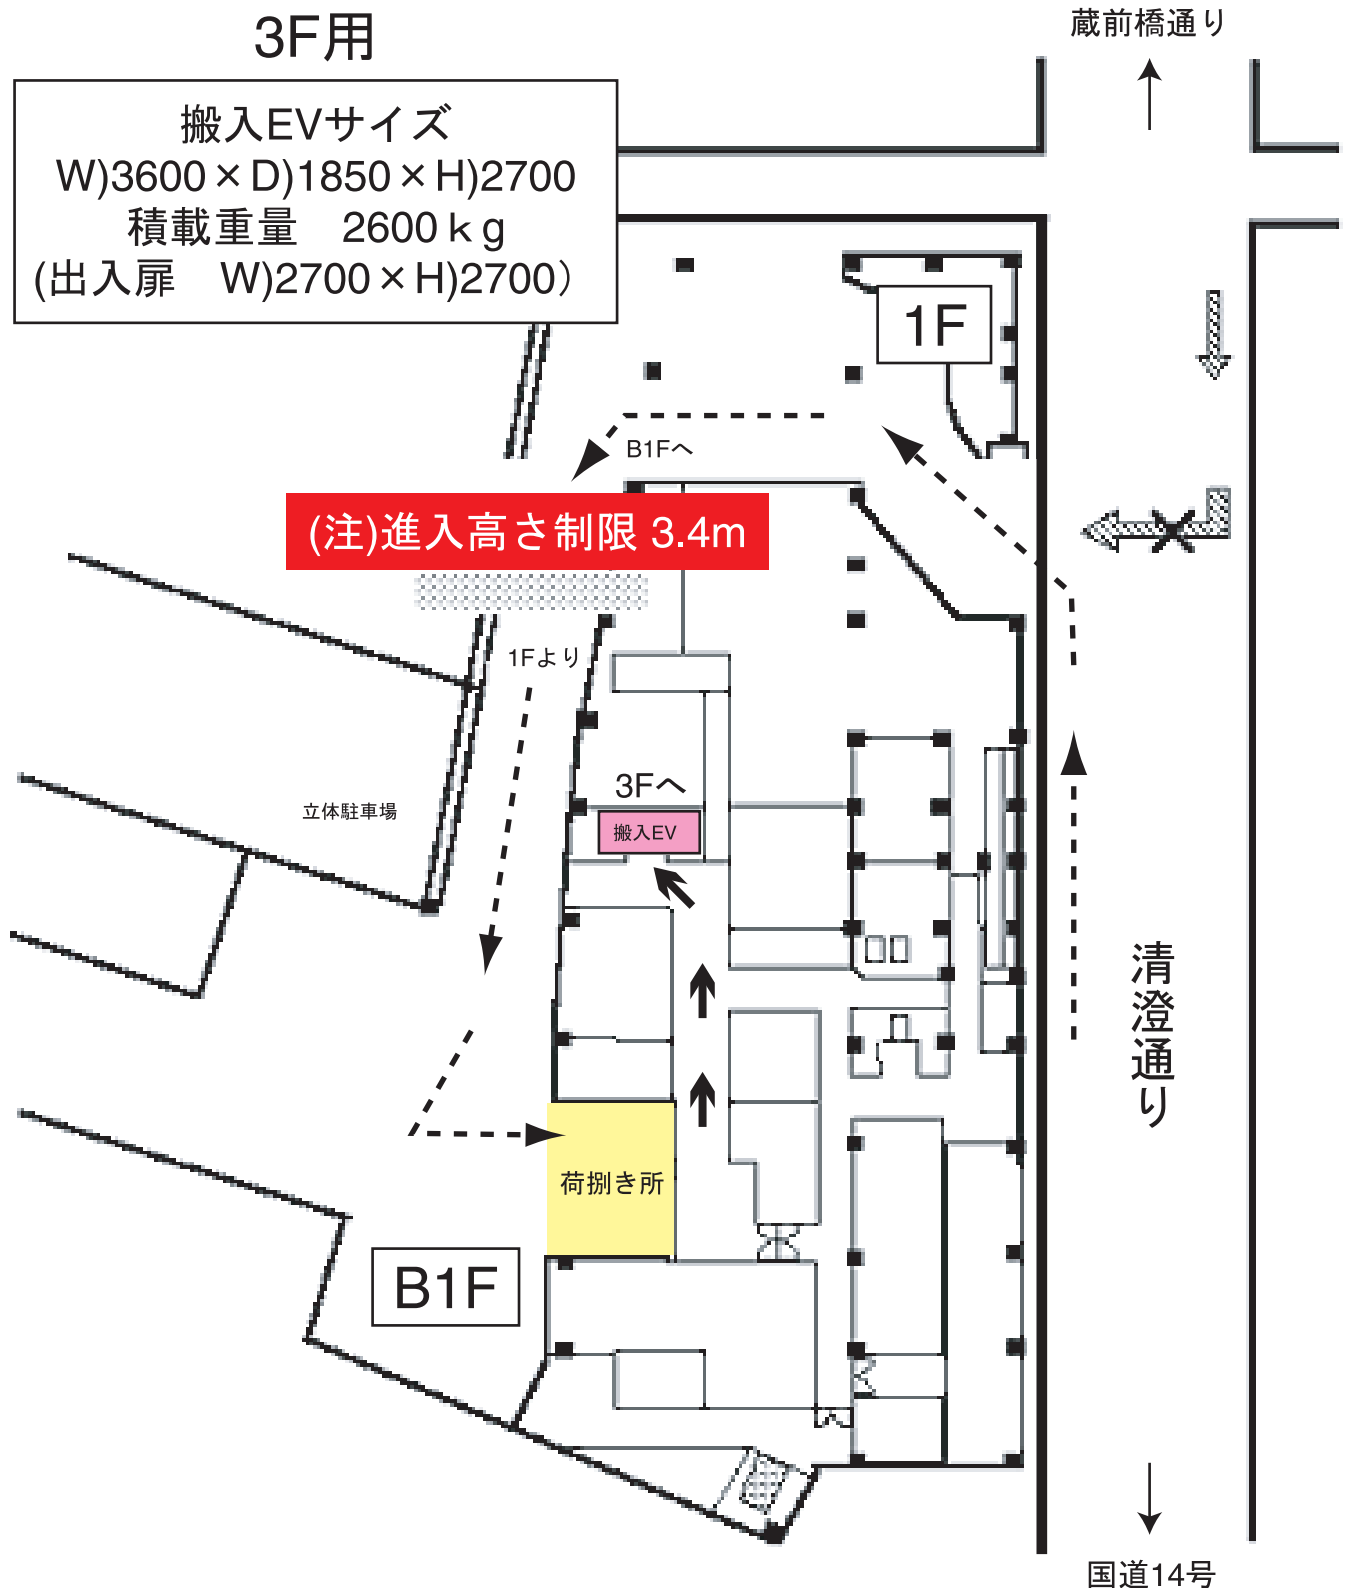 3F用
蔵前橋通り
搬入EVサイズ
W)3600×D)1850×H)2700
積載重量　2600ｋg
(出入扉　W)2700×H)2700）
1F
B1Fへ
(注)進入高さ制限 3.4m
1Fより
3Fへ
立体駐車場
搬入EV
清澄通り
荷捌き所
B1F
国道14号